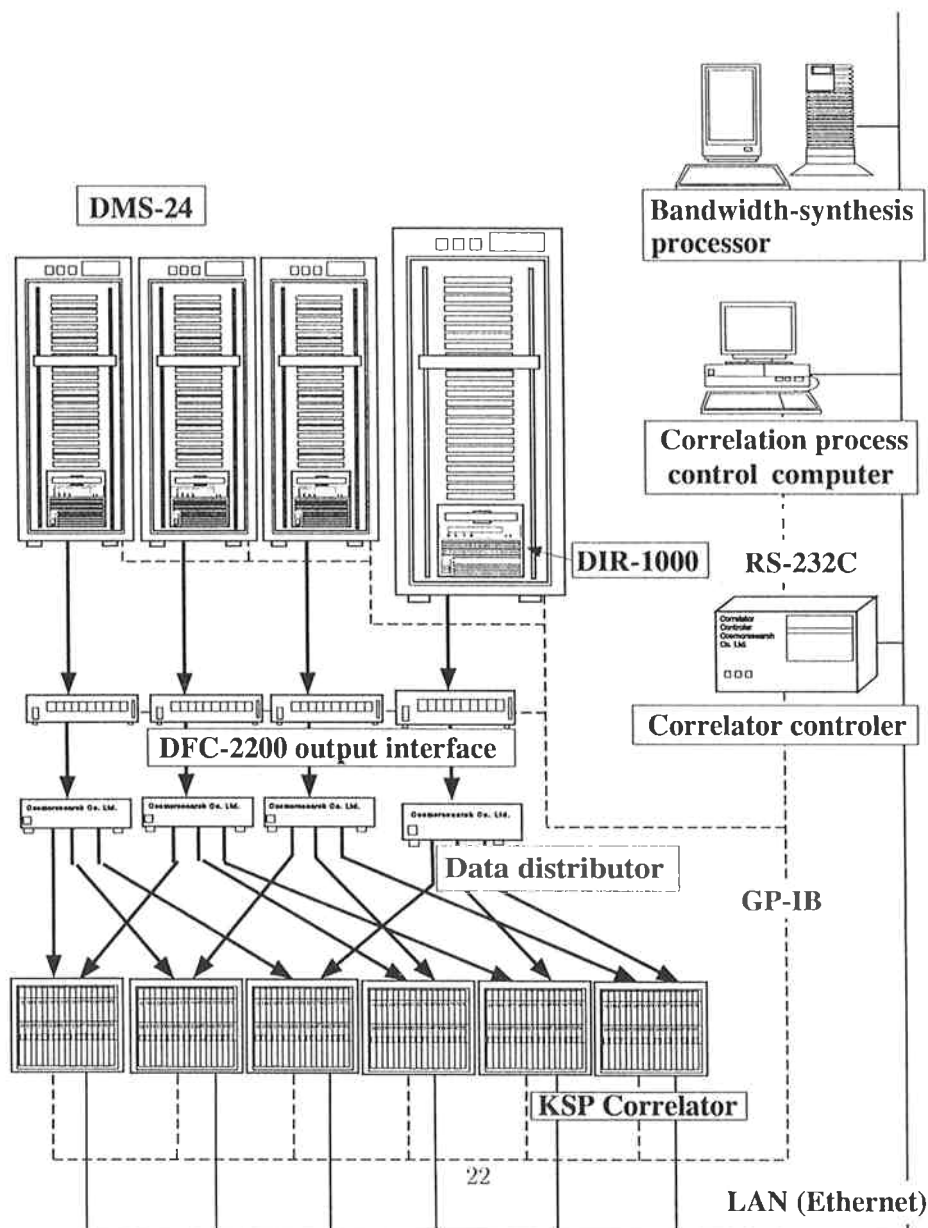 Bandwidth-synthesis
processor
DMS-24
Correlation process
control computer
DIR-1000
RS-232C
Correlator
Controler
Cosmoresearch
Co. Ltd.
Correlator controler
DFC-2200 output interface
Cosmoresearch Co. Ltd.
Cosmoresearch Co. Ltd.
Cosmoresearch Co. Ltd.
Cosmoresearch Co. Ltd.
Data distributor
GP-IB
KSP Correlator
22
LAN (Ethernet)